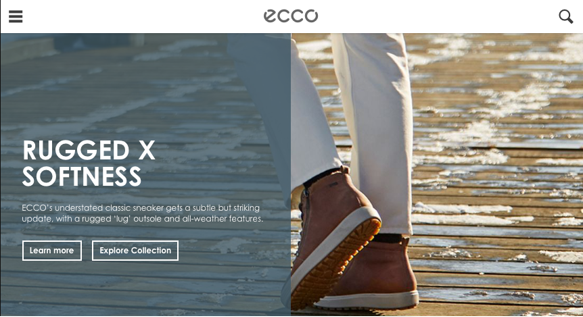 ecco
RUGGED X
SOFTNESS
ECCO's understated classic sneaker gets a subtle but striking
update, with a rugged 'lug' outsole and all-weather features.
Learn more
Explore Collection